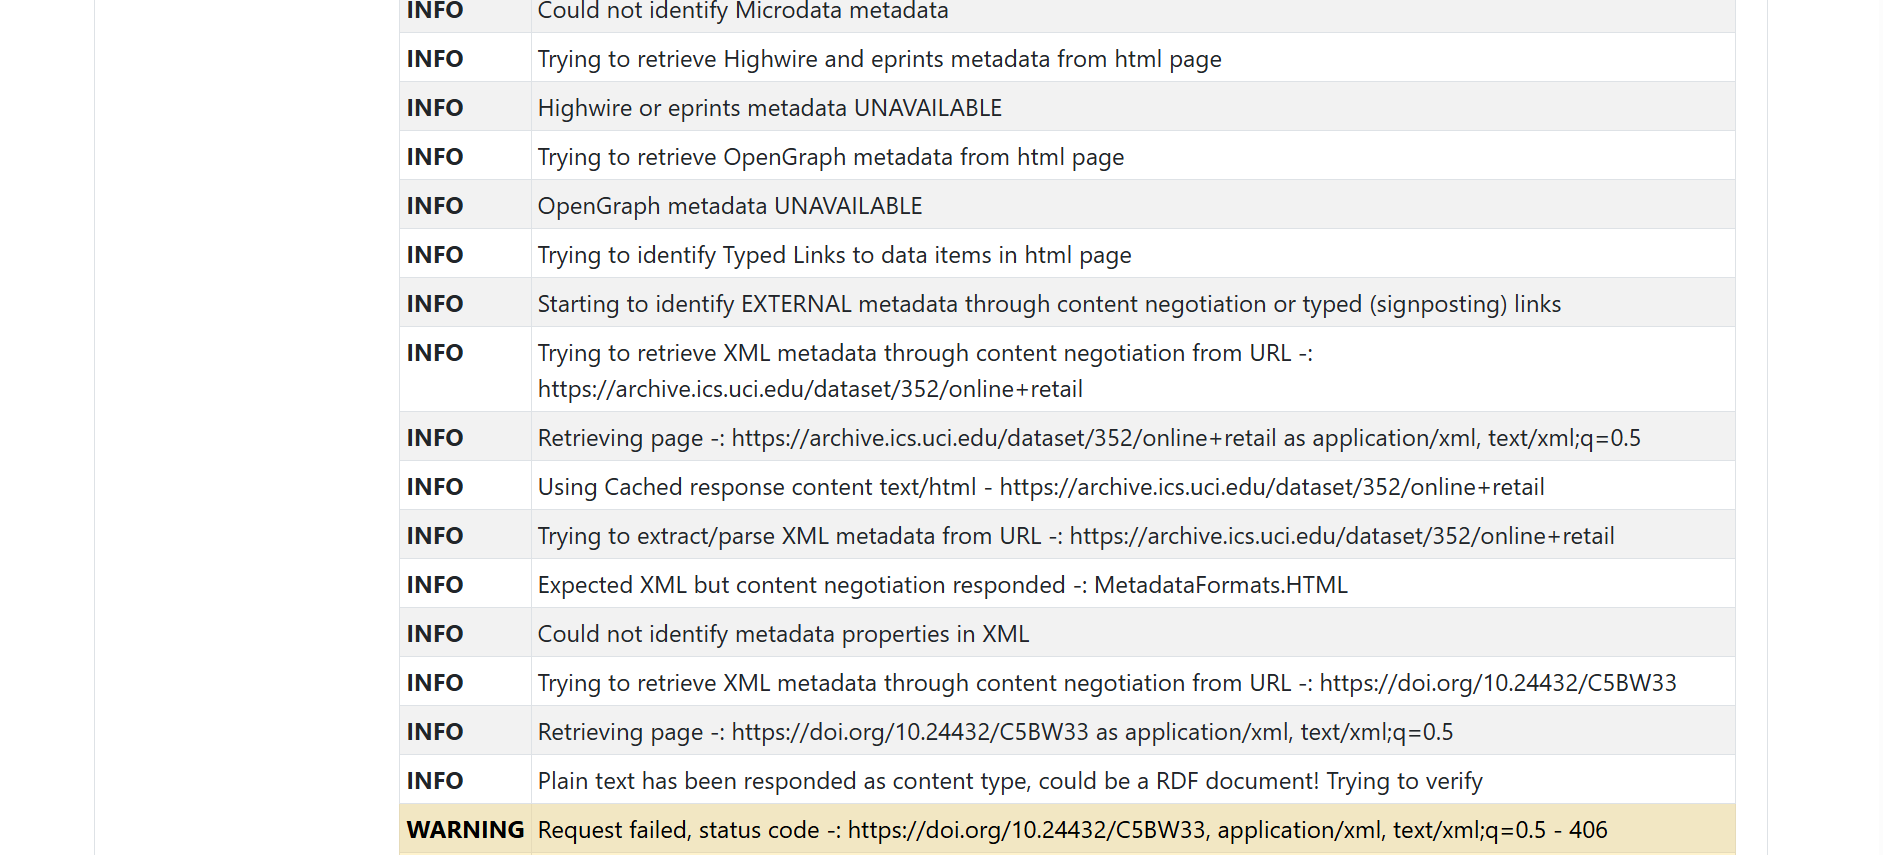 INFO Could not identify Microdata metadata
INFO Trying to retrieve Highwire and eprints metadata from html page
INFO Highwire or eprints metadata UNAVAILABLE
INFO Trying to retrieve OpenGraph metadata from html page
INFO OpenGraph metadata UNAVAILABLE
INFO Trying to identify Typed Links to data items in html page
INFO Starting to identify EXTERNAL metadata through content negotiation or typed (signposting) links
INFO Trying to retrieve XML metadata through content negotiation from URL -:
https://archive.ics.uci.edu/dataset/352/online+retail
INFO Retrieving page -: https://archive.ics.uci.edu/dataset/352/online+retail as application/xml, text/xml;q=0.5
INFO Using Cached response content text/html - https://archive.ics.uci.edu/dataset/352/online+retail
INFO Trying to extract/parse XML metadata from URL -: https://archive.ics.uci.edu/dataset/352/online+retail
INFO Expected XML but content negotiation responded -: MetadataFormats.HTML
INFO Could not identify metadata properties in XML
INFO Trying to retrieve XML metadata through content negotiation from URL -: https://doi.org/10.24432/C5BW33
INFO Retrieving page -: https://doi.org/10.24432/C5BW33 as application/xml, text/xml;q=0.5
INFO Plain text has been responded as content type, could be a RDF document! Trying to verify
WARNING Request failed, status code -: https://doi.org/10.24432/C5BW33, application/xml, text/xml;q=0.5 - 406